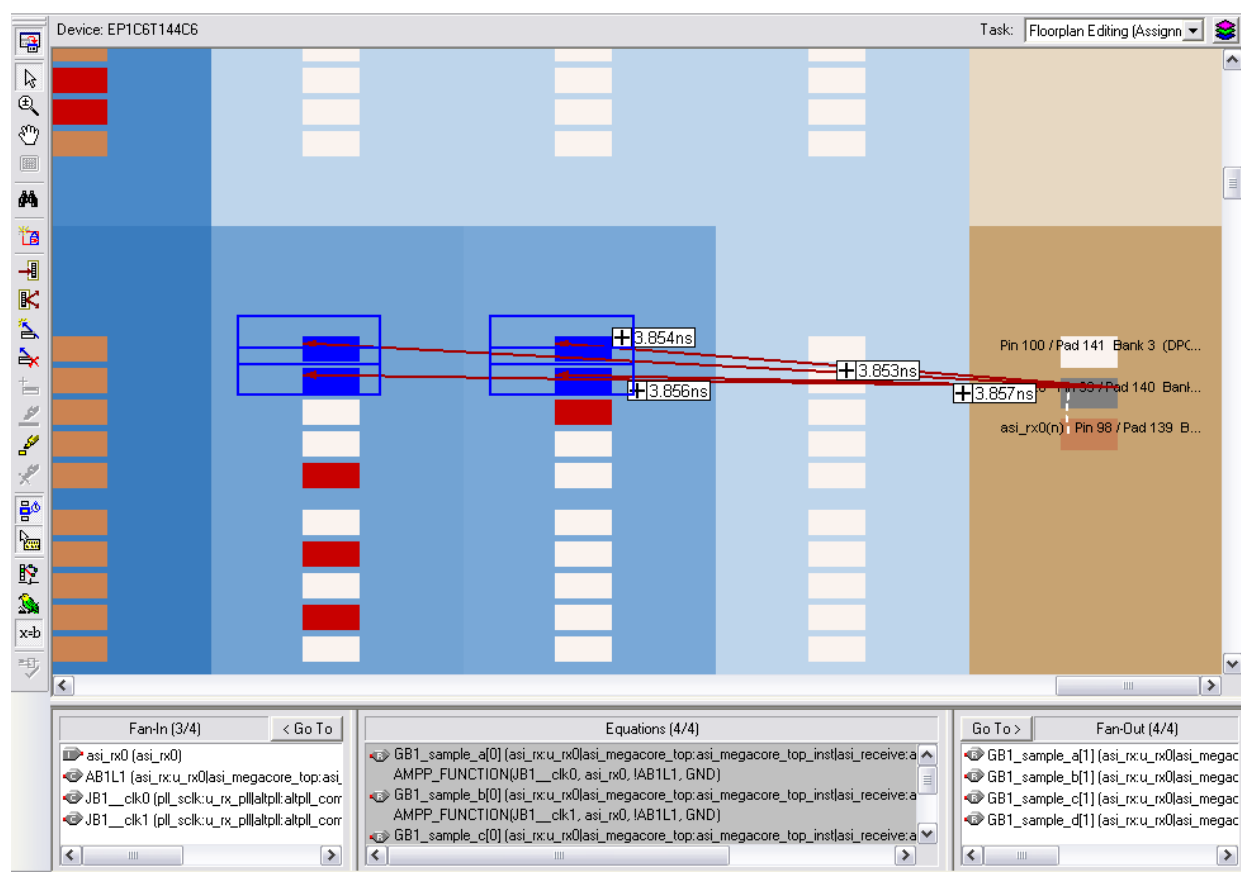 Device: EP1C6T144C6
Task: Floorplan Editing (Assignn
3.854ns
Pin 100 / Pad 141 Bank 3 (DPC...
3.853ns
Pin 99 / Pad 140 Bank...
3.856ns
3.857ns
asi_rx0(n) Pin 98 / Pad 139 B...
x=b
Fan-In (3/4)
< Go To
Equations (4/4)
Go To >
Fan-Out (4/4)
asi_rx0 (asi_rx0)
AB1L1 (asi_rx:u_rx0|asi_megacore_top:asi_
JB1__clk0 (pll_sclk:u_rx_pll|altpll:altpll_com
JB1__clk1 (pll_sclk:u_rx_pll|altpll:altpll_com
GB1_sample_a[0] (asi_rx:u_rx0|asi_megacore_top:asi_megacore_top_inst|asi_receive:a
AMPP_FUNCTION(JB1__clk0, asi_rx0, !AB1L1, GND)
GB1_sample_b[0] (asi_rx:u_rx0|asi_megacore_top:asi_megacore_top_inst|asi_receive:a
AMPP_FUNCTION(JB1__clk1, asi_rx0, !AB1L1, GND)
GB1_sample_c[0] (asi_rx:u_rx0|asi_megacore_top:asi_megacore_top_inst|asi_receive:a
GB1_sample_a[1] (asi_rx:u_rx0|asi_megac
GB1_sample_b[1] (asi_rx:u_rx0|asi_megac
GB1_sample_c[1] (asi_rx:u_rx0|asi_megac
GB1_sample_d[1] (asi_rx:u_rx0|asi_megac